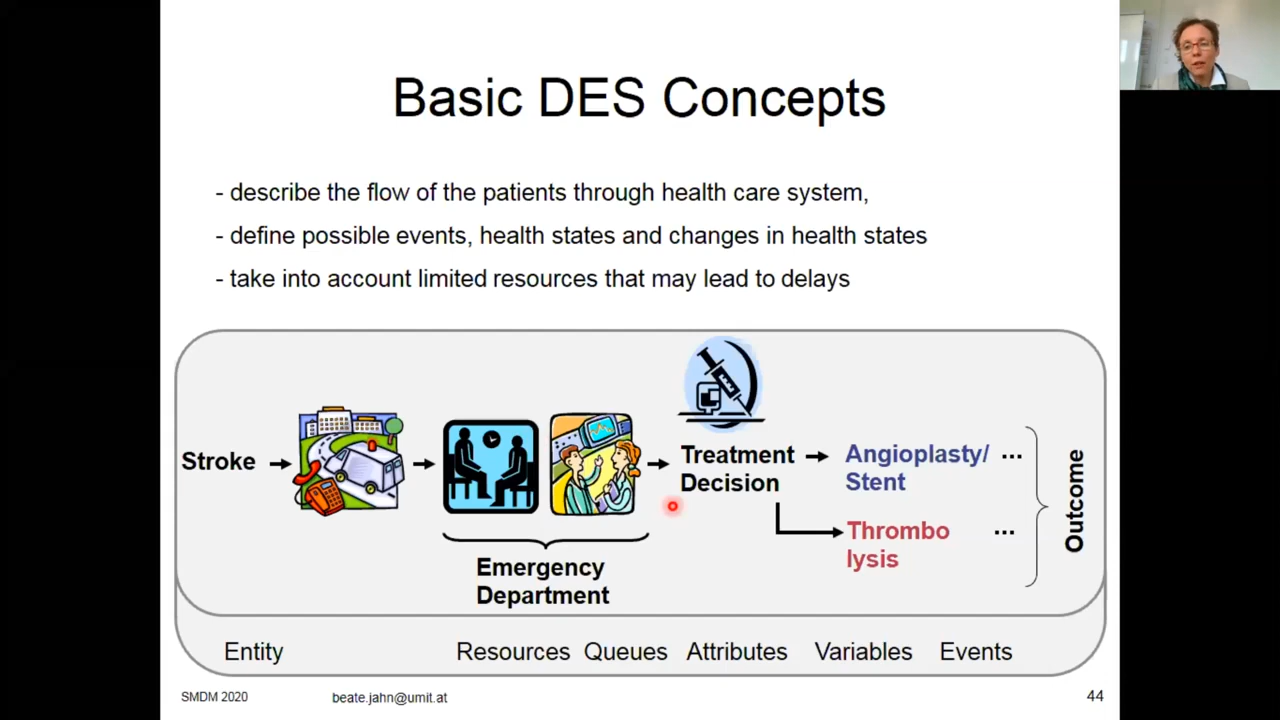 Basic DES Concepts
- describe the flow of the patients through health care system,
- define possible events, health states and changes in health states
- take into account limited resources that may lead to delays
Stroke
Emergency
Department
Treatment
Decision
Angioplasty/
Stent
...
Thrombo
lysis
...
Outcome
Entity Resources Queues Attributes Variables Events
SMDM 2020 beate.jahn@umit.at 44